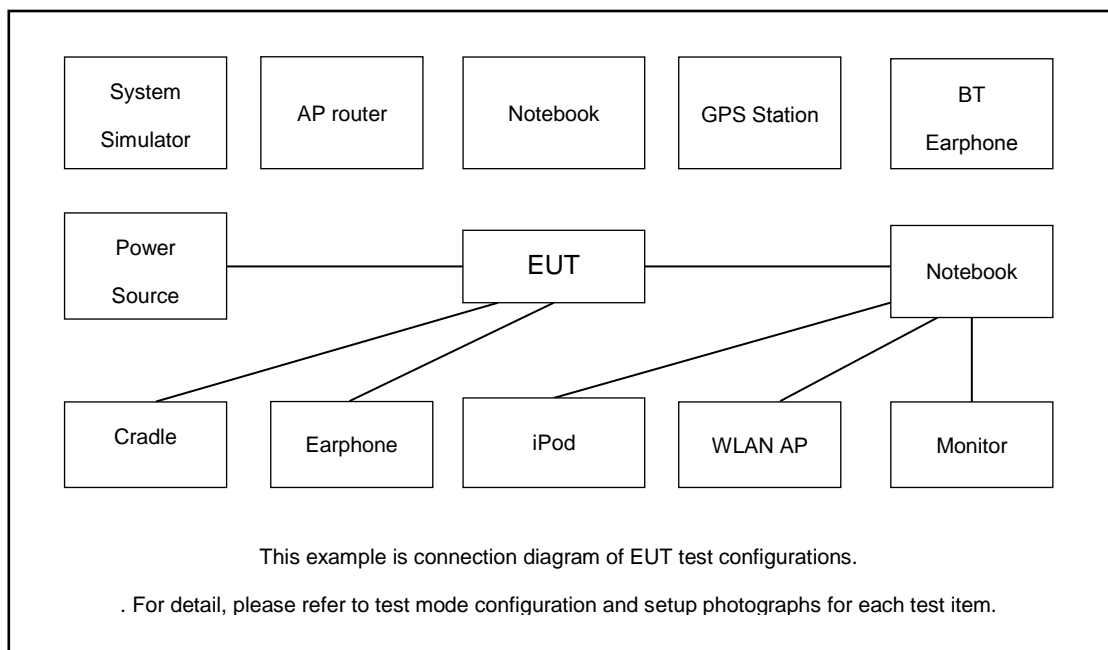 System
Simulator
AP router
Notebook
GPS Station
BT
Earphone
Power
Source
EUT
Notebook
Cradle
Earphone
iPod
WLAN AP
Monitor
This example is connection diagram of EUT test configurations.
. For detail, please refer to test mode configuration and setup photographs for each test item.